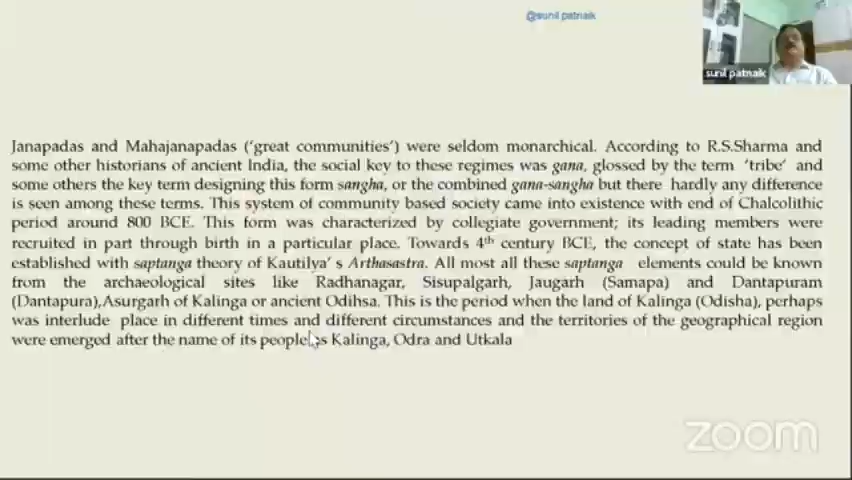 @sunil patnaik
sunil patnaik
Janapadas and Mahajanapadas ('great communities') were seldom monarchical. According to R.S.Sharma and
some other historians of ancient India, the social key to these regimes was gana, glossed by the term 'tribe' and
some others the key term designing this form sangha, or the combined gana-sangha but there hardly any difference
is seen among these terms. This system of community based society came into existence with end of Chalcolithic
period around 800 BCE. This form was characterized by collegiate government; its leading members were
recruited in part through birth in a particular place. Towards 4th century BCE, the concept of state has been
established with saptanga theory of Kautilya' s Arthasastra. All most all these saptanga elements could be known
from the archaeological sites like Radhanagar, Sisupalgarh, Jaugarh (Samapa) and Dantapuram
(Dantapura),Asurgarh of Kalinga or ancient Odihsa. This is the period when the land of Kalinga (Odisha), perhaps
was interlude place in different times and different circumstances and the territories of the geographical region
were emerged after the name of its people as Kalinga, Odra and Utkala
zoom